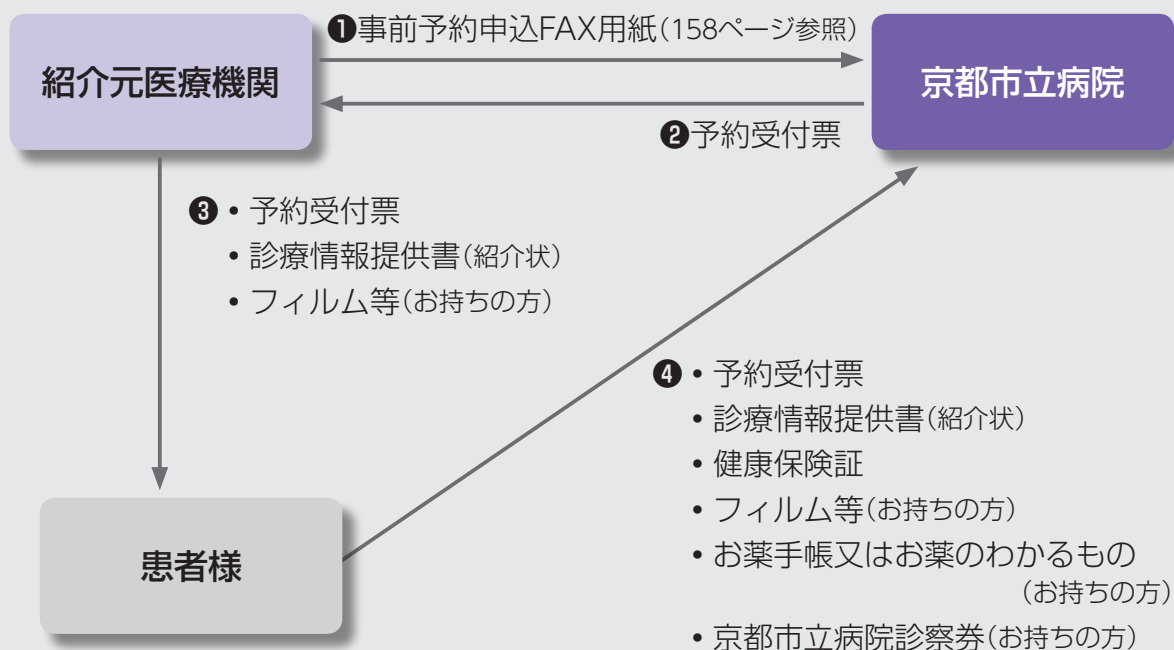 ❶事前予約申込FAX用紙(158ページ参照)
紹介元医療機関
京都市立病院
❷予約受付票
❸・予約受付票
・診療情報提供書(紹介状)
・フィルム等(お持ちの方)
❹・予約受付票
・診療情報提供書(紹介状)
・健康保険証
・フィルム等(お持ちの方)
・お薬手帳又はお薬のわかるもの
(お持ちの方)
・京都市立病院診察券(お持ちの方)
患者様